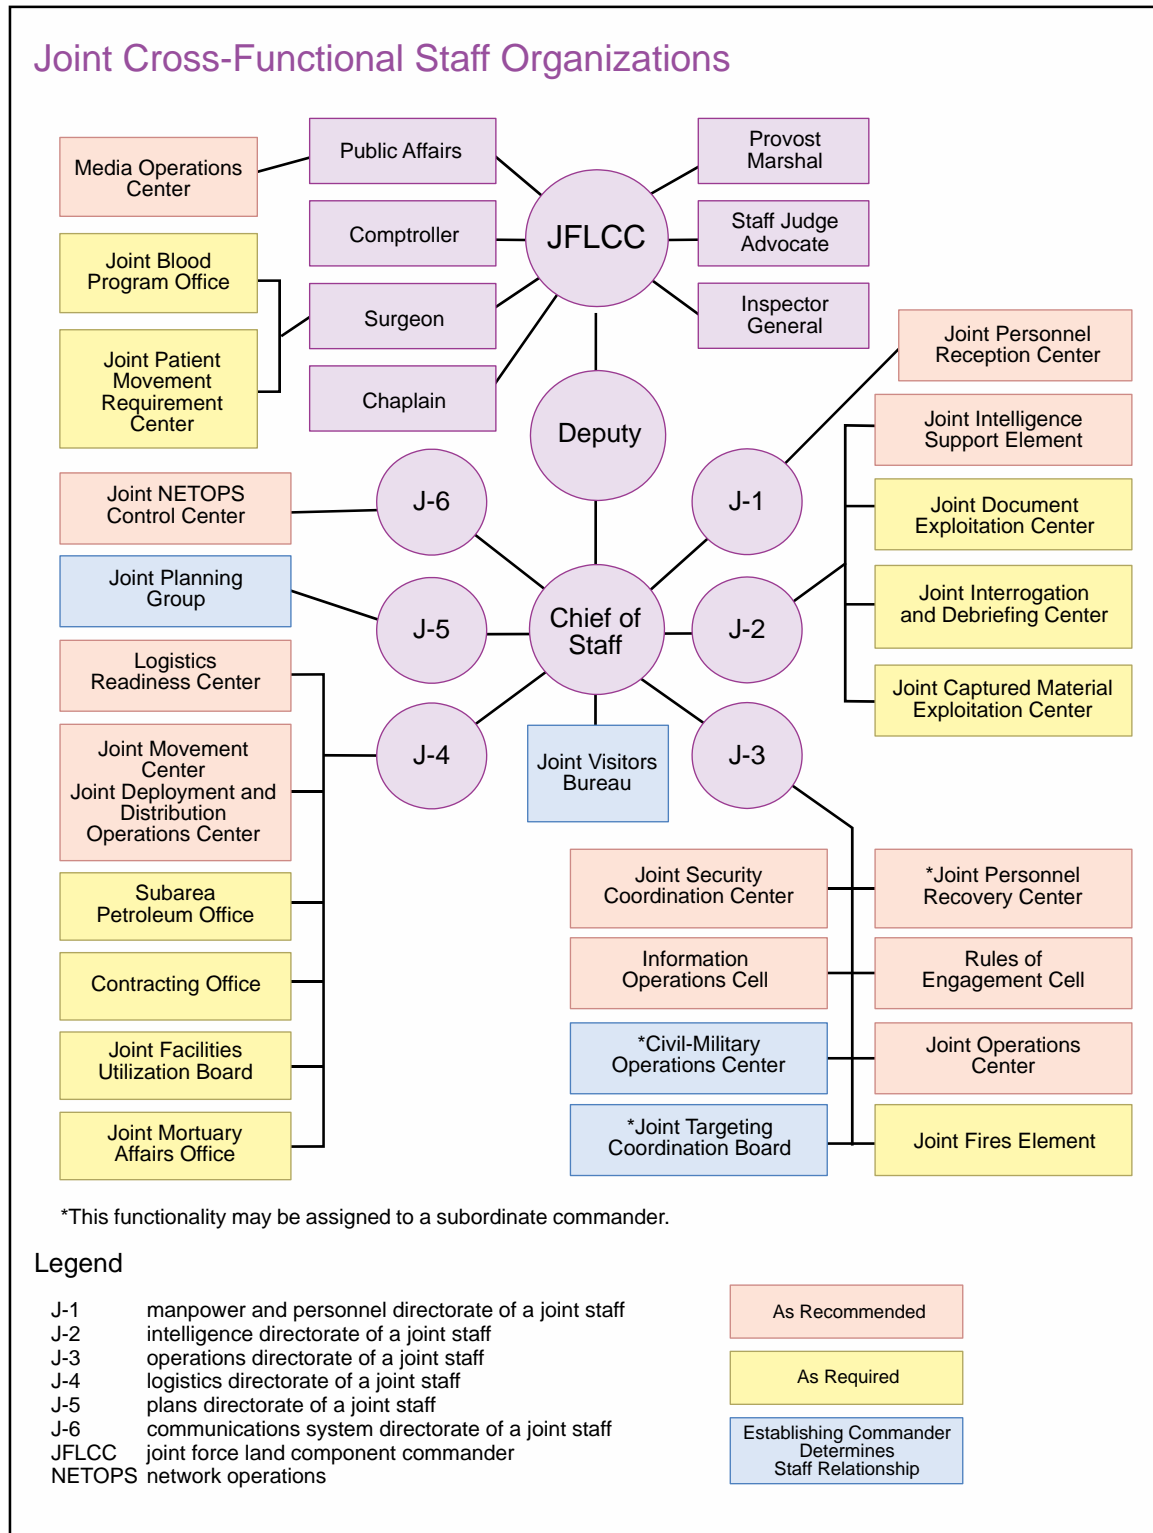 Joint Cross-Functional Staff Organizations
Media Operations
Center
Public Affairs
Provost
Marshal
JFLCC
Comptroller
Staff Judge
Advocate
Joint Blood
Program Office
Surgeon
Inspector
General
Joint Patient
Movement
Requirement
Center
Chaplain
Joint Personnel
Reception Center
Deputy
Joint Intelligence
Support Element
Joint NETOPS
Control Center
J-6
J-1
Joint Document
Exploitation Center
Joint Planning
Group
J-5
Chief of
Staff
J-2
Joint Interrogation
and Debriefing Center
Logistics
Readiness Center
Joint Captured Material
Exploitation Center
Joint Movement
Center
Joint Deployment and
Distribution
Operations Center
J-4
Joint Visitors
Bureau
J-3
Subarea
Petroleum Office
Joint Security
Coordination Center
*Joint Personnel
Recovery Center
Contracting Office
Information
Operations Cell
Rules of
Engagement Cell
Joint Facilities
Utilization Board
*Civil-Military
Operations Center
Joint Operations
Center
Joint Mortuary
Affairs Office
*Joint Targeting
Coordination Board
Joint Fires Element
*This functionality may be assigned to a subordinate commander.
Legend
J-1 manpower and personnel directorate of a joint staff
J-2 intelligence directorate of a joint staff
J-3 operations directorate of a joint staff
J-4 logistics directorate of a joint staff
J-5 plans directorate of a joint staff
J-6 communications system directorate of a joint staff
JFLCC joint force land component commander
NETOPS network operations
As Recommended
As Required
Establishing Commander
Determines
Staff Relationship